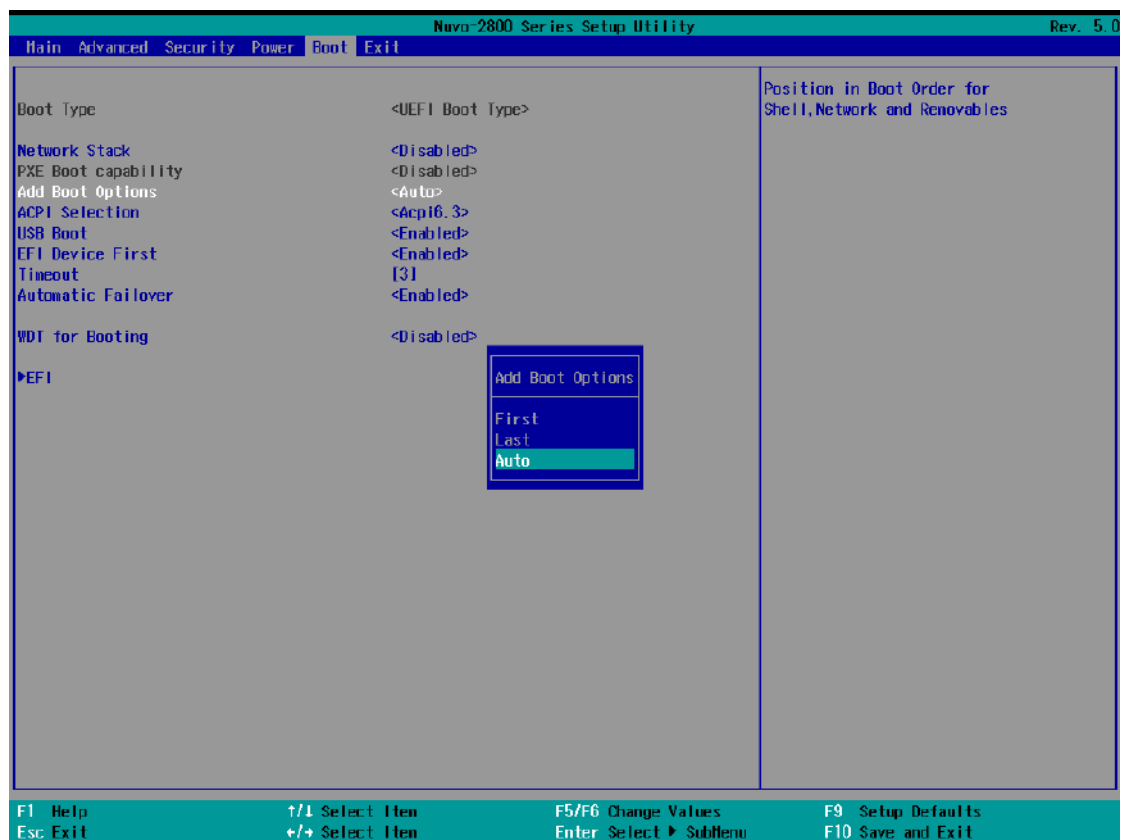 Nuvo-2800 Series Setup Utility Rev. 5.0
Main Advanced Security Power Boot Exit
Position in Boot Order for
Boot Type <UEFI Boot Type> Shell,Network and Removables
Network Stack <Disabled>
PXE Boot capability <Disabled>
Add Boot Options <Auto>
ACPI Selection <Acpi6.3>
USB Boot <Enabled>
EFI Device First <Enabled>
Timeout [3]
Automatic Failover <Enabled>
WDT for Booting <Disabled>
▶EFI
Add Boot Options
First
Last
Auto
F1 Help ↑/↓ Select Item F5/F6 Change Values F9 Setup Defaults
Esc Exit ←/→ Select Item Enter Select ▶ SubMenu F10 Save and Exit